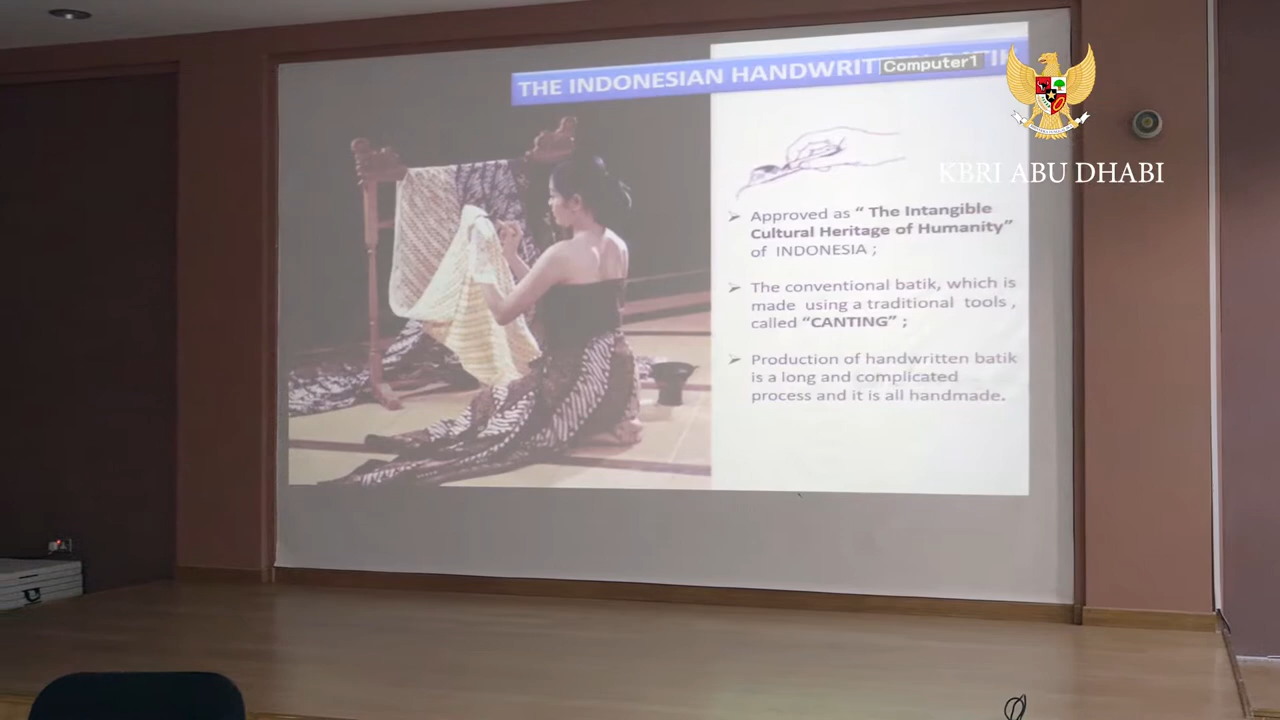 THE INDONESIAN HANDWRIT
Computer1
KBRI ABU DHABI
➢ Approved as “ The Intangible
Cultural Heritage of Humanity”
of INDONESIA ;
➢ The conventional batik, which is
made using a traditional tools ,
called “CANTING” ;
➢ Production of handwritten batik
is a long and complicated
process and it is all handmade.